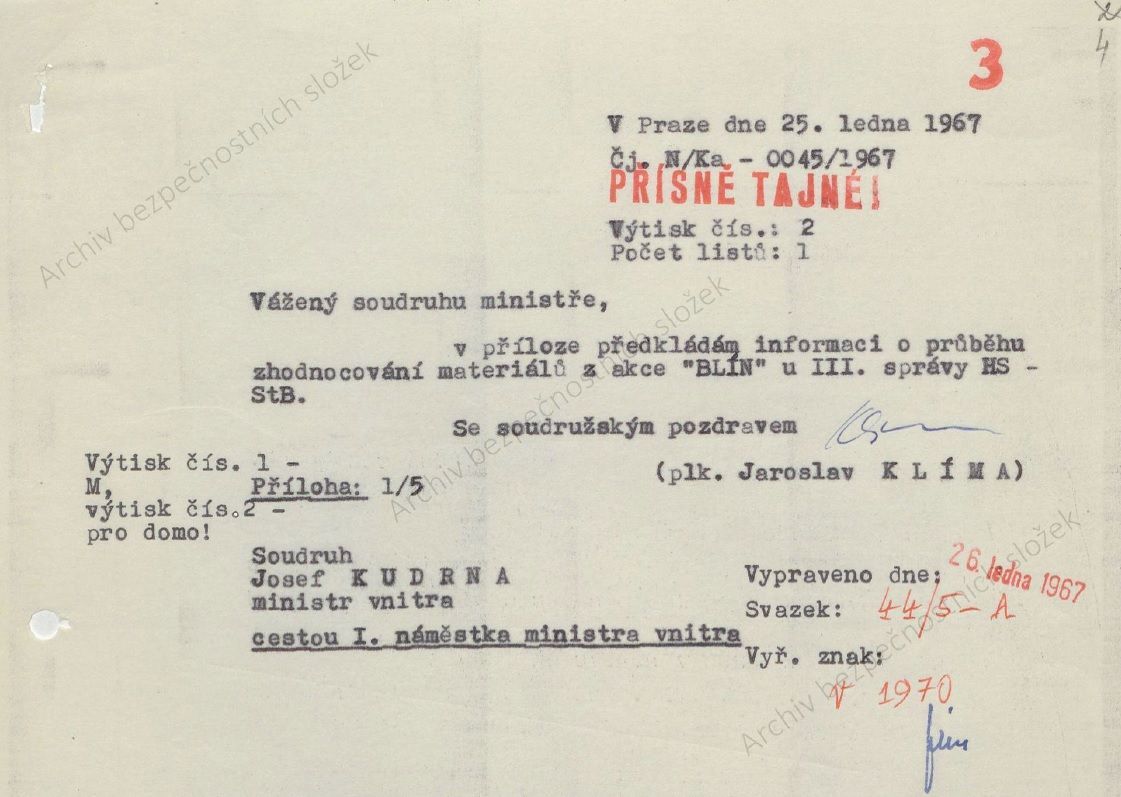 3
4
V Praze dne 25. ledna 1967
Čj. N/Ka - 0045/1967
PŘÍSNĚ TAJNÉ!
Výtisk čís.: 2
Počet listů: 1
Vážený soudruhu ministře,
v příloze předkládám informaci o průběhu
zhodnocování materiálů z akce "BLÍN" u III. správy HS -
StB.
Se soudružským pozdravem
(plk. Jaroslav K L Í M A)
Výtisk čís. 1 -
M,
výtisk čís.2 -
pro domo!
Příloha: 1/5
Soudruh
Josef K U D R N A
ministr vnitra
cestou I. náměstka ministra vnitra
Vypraveno dne: 26. ledna 1967
Svazek: 44/5 - A
Vyř. znak:
V 1970
Archiv bezpečnostních složek
Archiv bezpečnostních složek
Archiv bezpečnostních složek